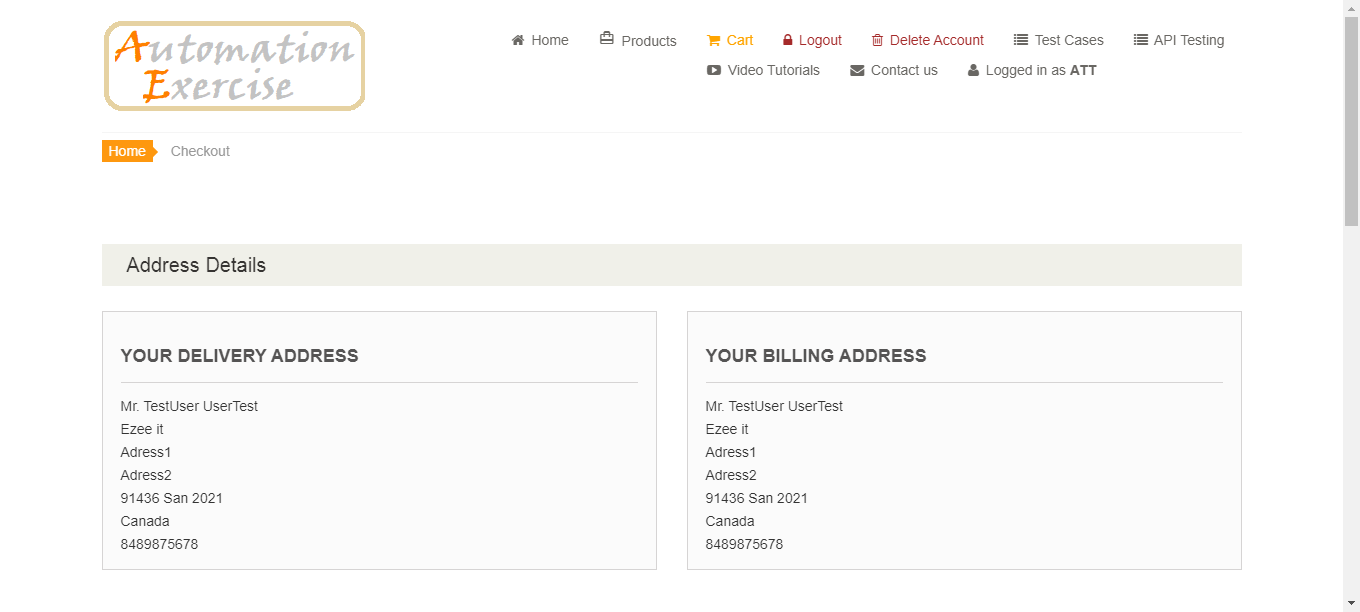 Automation
Exercise
Home
Products
Cart
Logout
Delete Account
Test Cases
API Testing
Video Tutorials
Contact us
Logged in as ATT
Home
Checkout
Address Details
YOUR DELIVERY ADDRESS
Mr. TestUser UserTest
Ezee it
Adress1
Adress2
91436 San 2021
Canada
8489875678
YOUR BILLING ADDRESS
Mr. TestUser UserTest
Ezee it
Adress1
Adress2
91436 San 2021
Canada
8489875678